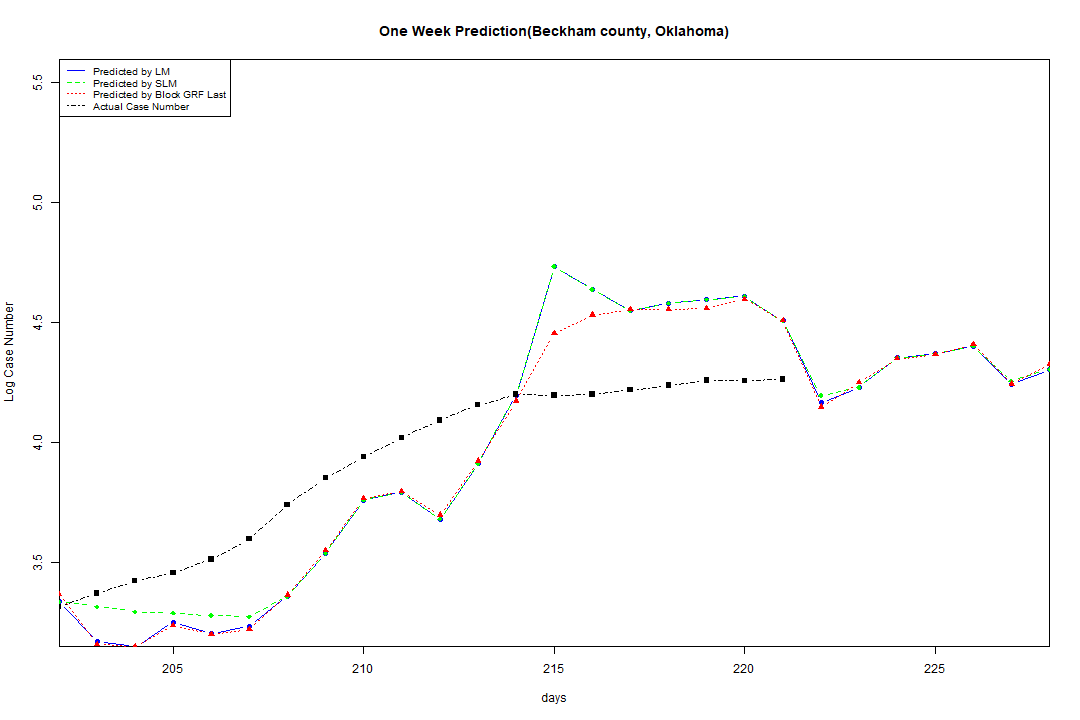 One Week Prediction(Beckham county, Oklahoma)
Predicted by LM
Predicted by SLM
Predicted by Block GRF Last
Actual Case Number
5.5
5.0
4.5
4.0
3.5
Log Case Number
205 210 215 220 225
days